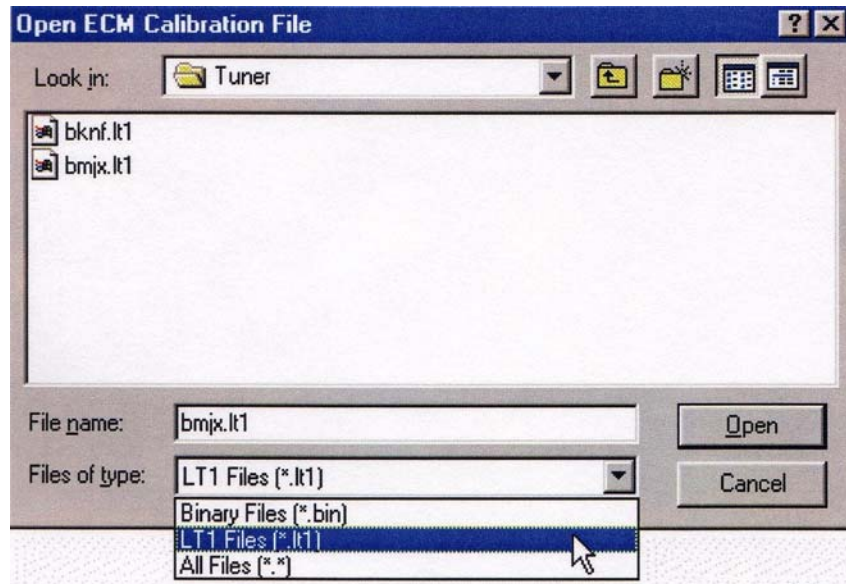 Open ECM Calibration File
Look in: Tuner
bknf.lt1
bmjx.lt1
File name: bmjx.lt1 Open
Files of type: LT1 Files (*.lt1) Cancel
Binary Files (*.bin)
LT1 Files (*.lt1)
All Files (*.*)